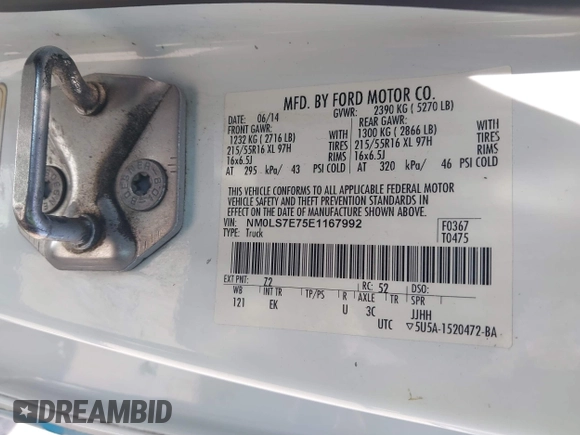 MFD. BY FORD MOTOR CO.
DATE: 06/14 GVWR: 2390 KG ( 5270 LB)
FRONT GAWR: REAR GAWR:
1232 KG ( 2716 LB) 1300 KG ( 2866 LB)
215/55R16 XL 97H TIRES 215/55R16 XL 97H TIRES
16x6.5J RIMS 16x6.5J RIMS
AT 295 kPa/ 43 PSI COLD AT 320 kPa/ 46 PSI COLD
THIS VEHICLE CONFORMS TO ALL APPLICABLE FEDERAL MOTOR
VEHICLE SAFETY AND THEFT PREVENTION STANDARDS IN EFFECT ON
THE DATE OF MANUFACTURE SHOWN ABOVE.
VIN: NM0LS7E75E1167992 F0367
TYPE: Truck T0475
EXT PNT: Z2 RC: 52 DSO:
WB INT TR TP/PS R AXLE TR SPR
121 EK U 3C JJHH
UTC ▽5U5A-1520472-BA
DREAMBID